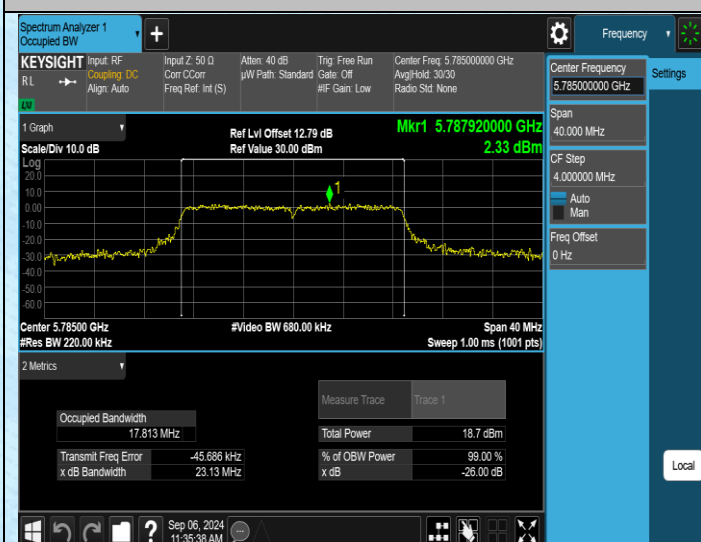 Spectrum Analyzer 1
Occupied BW
+
Frequency
KEYSIGHT
RL
LXI
Input: RF
Coupling: DC
Align: Auto
Input Z: 50 Ω
Corr CCorr
Freq Ref: Int (S)
Atten: 40 dB
µW Path: Standard
Trig: Free Run
Gate: Off
#IF Gain: Low
Center Freq: 5.785000000 GHz
Avg|Hold: 30/30
Radio Std: None
Center Frequency
5.785000000 GHz
Settings
Span
40.000 MHz
CF Step
4.000000 MHz
Auto
Man
Freq Offset
0 Hz
Local
1 Graph
Scale/Div 10.0 dB
Ref Lvl Offset 12.79 dB
Ref Value 30.00 dBm
Mkr1 5.787920000 GHz
2.33 dBm
Log
20.0
10.0
0.00
-10.0
-20.0
-30.0
-40.0
-50.0
-60.0
1
Center 5.78500 GHz
#Res BW 220.00 kHz
#Video BW 680.00 kHz
Span 40 MHz
Sweep 1.00 ms (1001 pts)
2 Metrics
Measure Trace
Trace 1
Occupied Bandwidth
17.813 MHz
Total Power
18.7 dBm
Transmit Freq Error
-45.686 kHz
% of OBW Power
99.00 %
x dB Bandwidth
23.13 MHz
x dB
-26.00 dB
?
Sep 06, 2024
11:35:38 AM